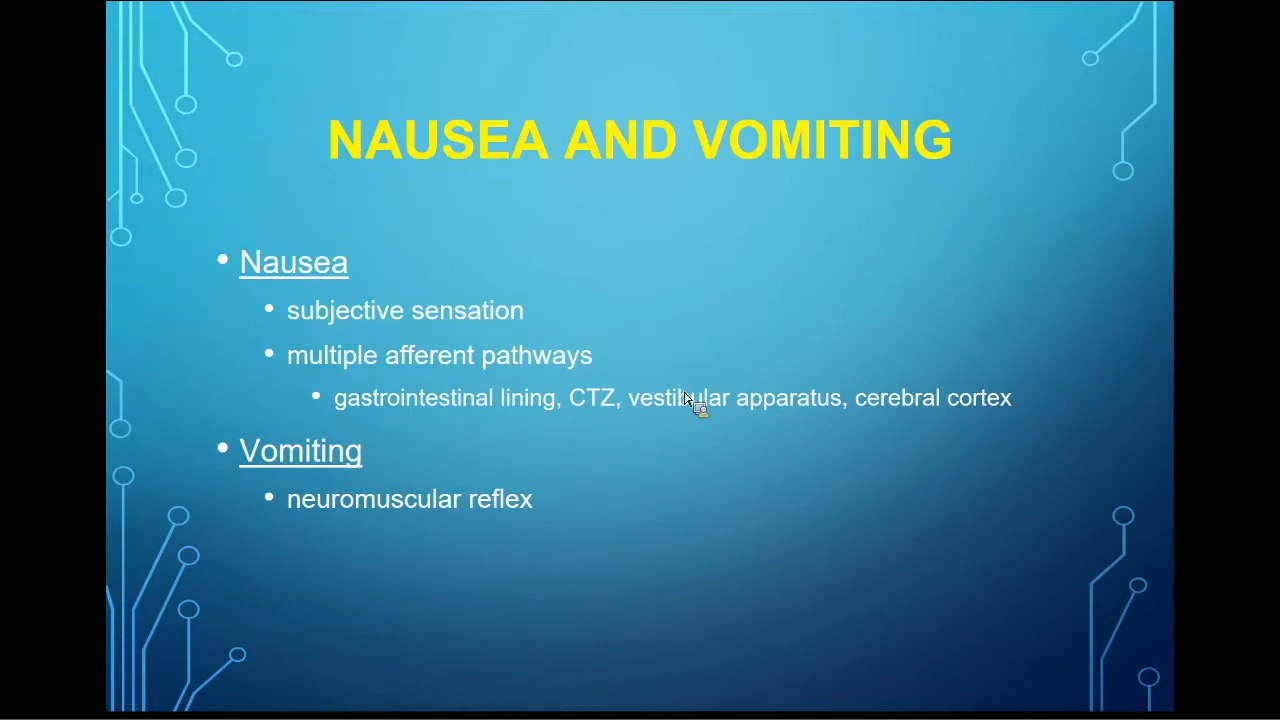 NAUSEA AND VOMITING
• Nausea
• subjective sensation
• multiple afferent pathways
• gastrointestinal lining, CTZ, vestibular apparatus, cerebral cortex
• Vomiting
• neuromuscular reflex